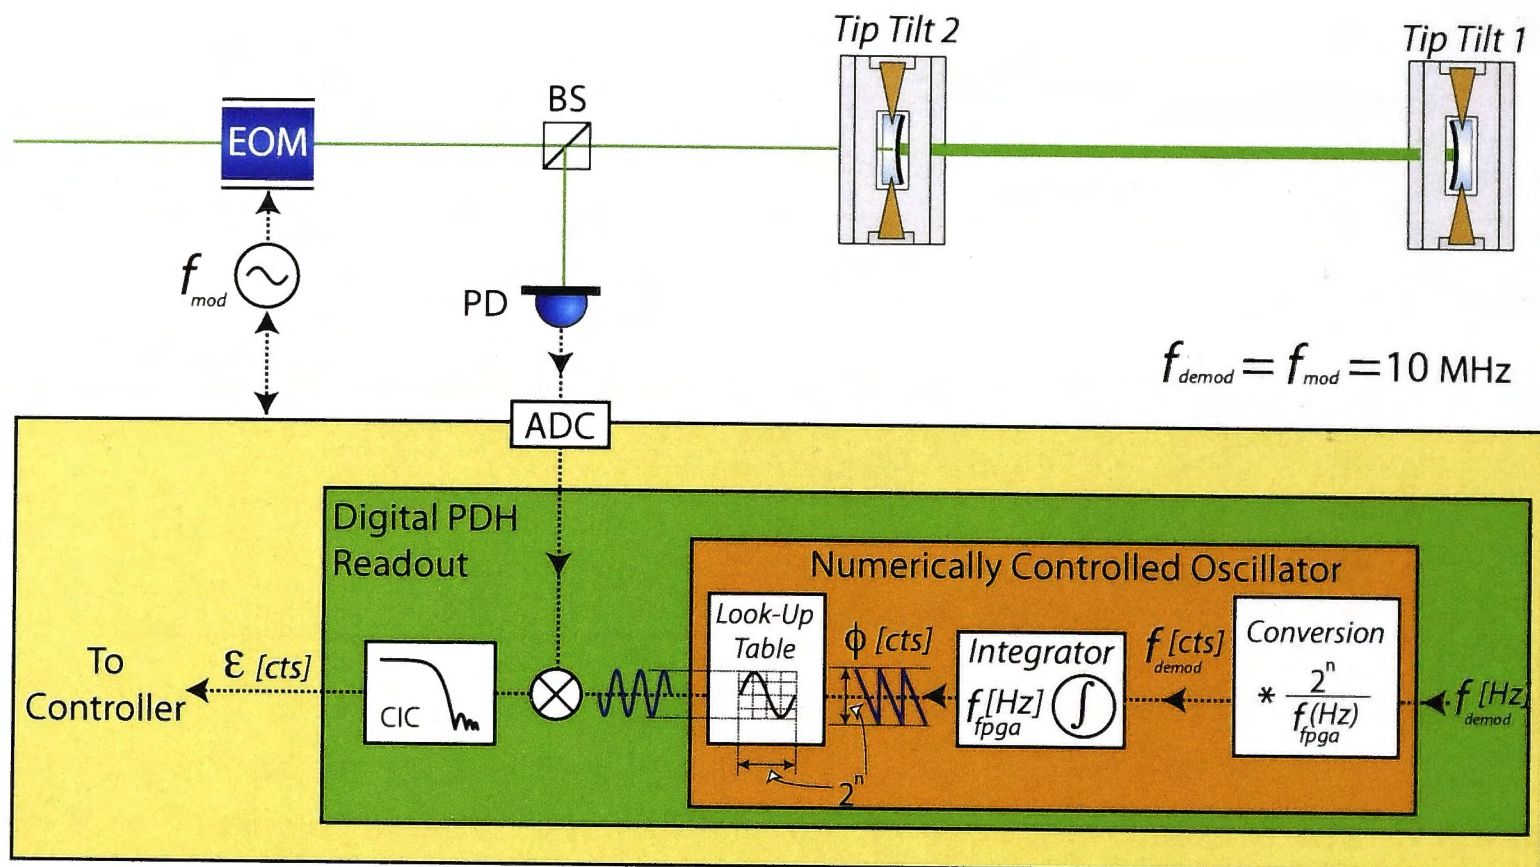 Tip Tilt 2
Tip Tilt 1
BS
EOM
f mod
PD
f demod = f mod = 10 MHz
ADC
Digital PDH
Readout
Numerically Controlled Oscillator
Look-Up
Table
ϕ [cts]
Integrator
f fpga [Hz] ∫
f demod [cts]
Conversion
* 2ⁿ / f fpga (Hz)
f demod [Hz]
2ⁿ
CIC
ε [cts]
To
Controller